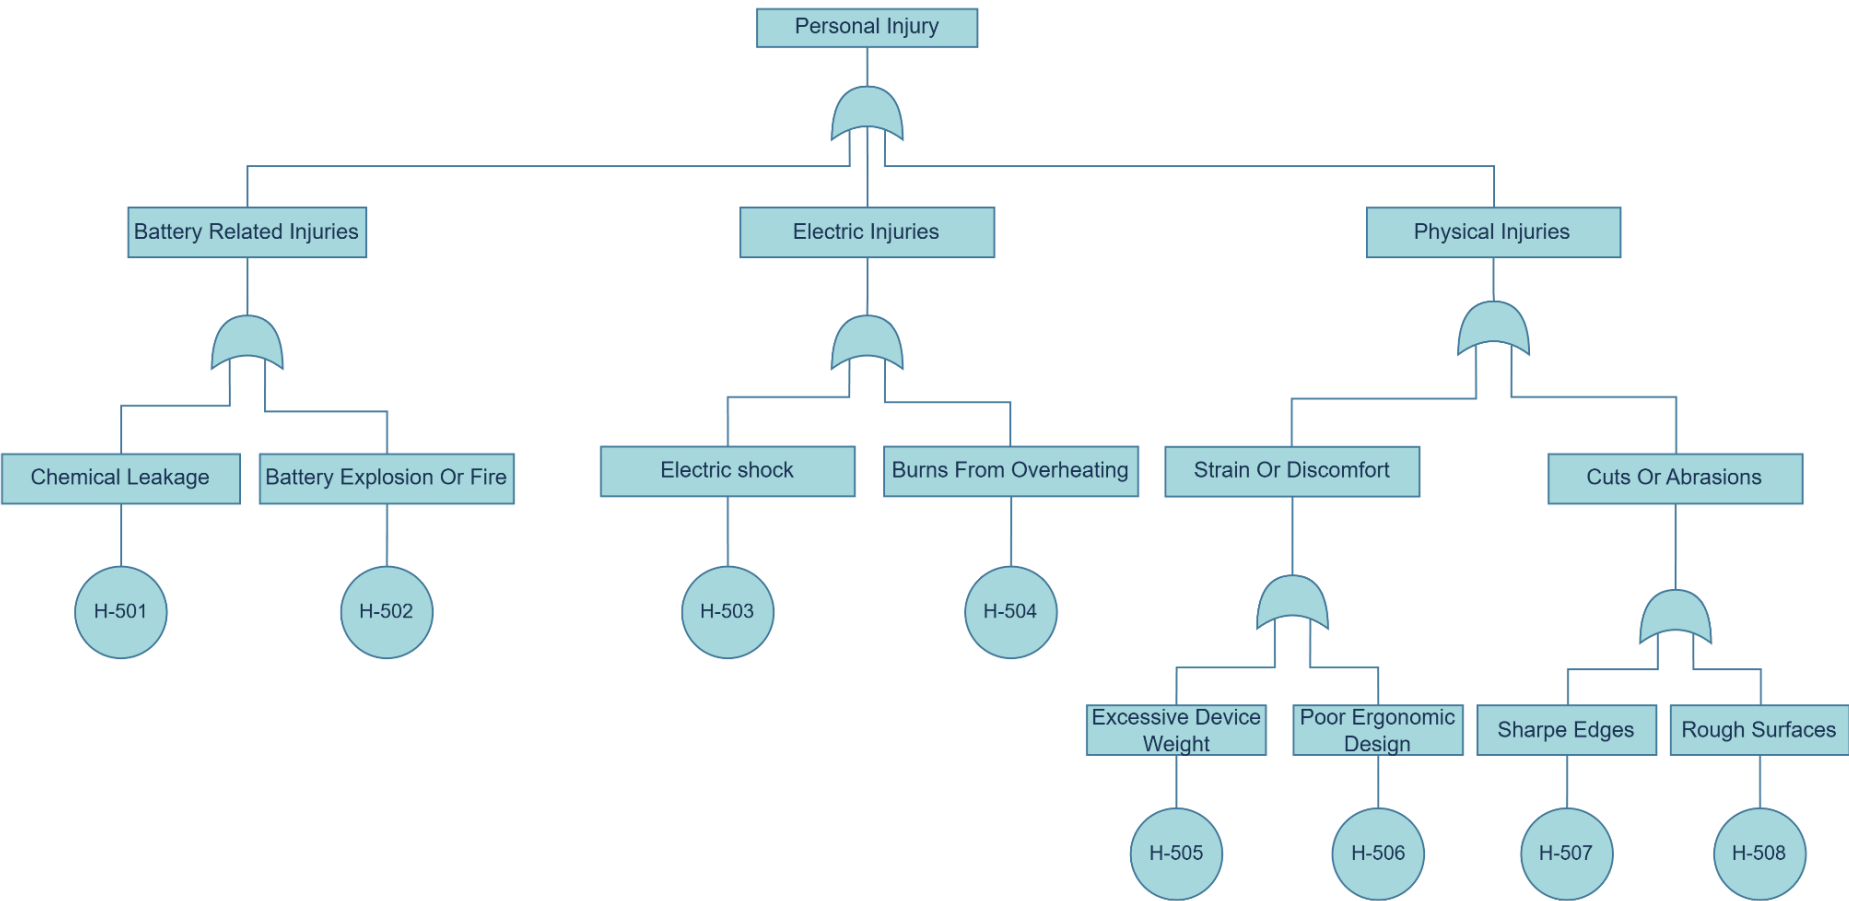 Personal Injury
Battery Related Injuries
Electric Injuries
Physical Injuries
Chemical Leakage
Battery Explosion Or Fire
Electric shock
Burns From Overheating
Strain Or Discomfort
Cuts Or Abrasions
H-501
H-502
H-503
H-504
Excessive Device
Weight
Poor Ergonomic
Design
Sharpe Edges
Rough Surfaces
H-505
H-506
H-507
H-508